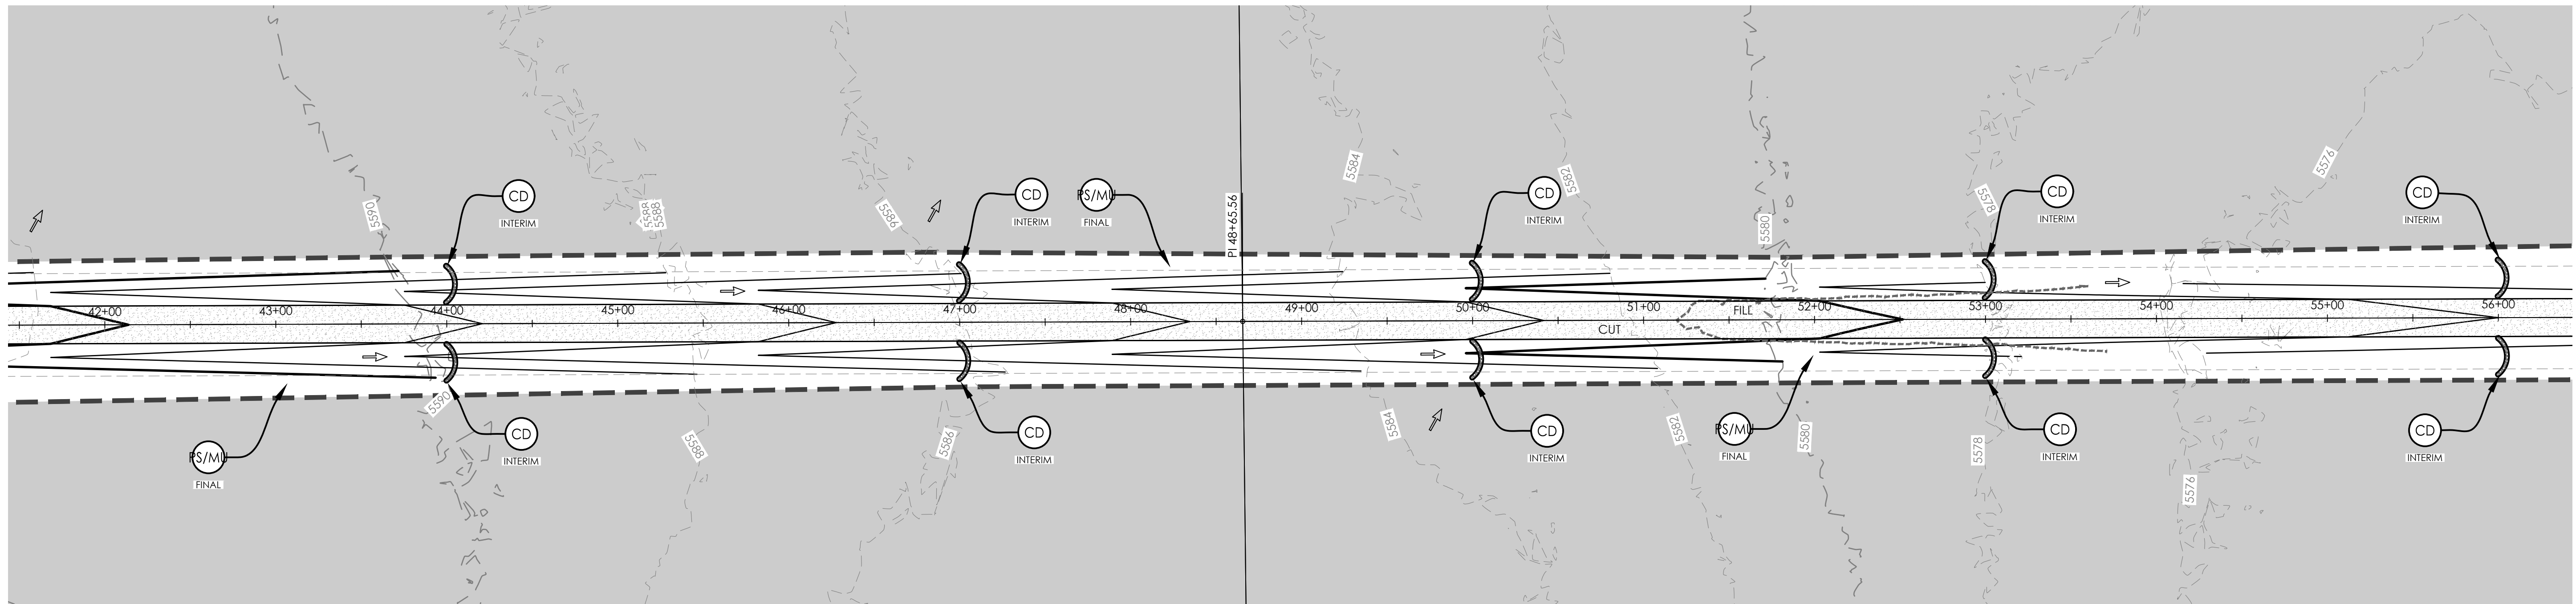 5590
5588
5588
CD
INTERIM
5586
CD
INTERIM
PS/MU
FINAL
PI 48+65.56
5584
CD
INTERIM
5582
5580
5578
CD
INTERIM
5576
CD
INTERIM
42+00
43+00
44+00
45+00
46+00
47+00
48+00
49+00
50+00
51+00
FILL
52+00
53+00
54+00
55+00
56+00
CUT
PS/MU
FINAL
5590
CD
INTERIM
5588
5586
CD
INTERIM
5584
CD
INTERIM
5582
PS/MU
FINAL
5580
5578
CD
INTERIM
5576
CD
INTERIM